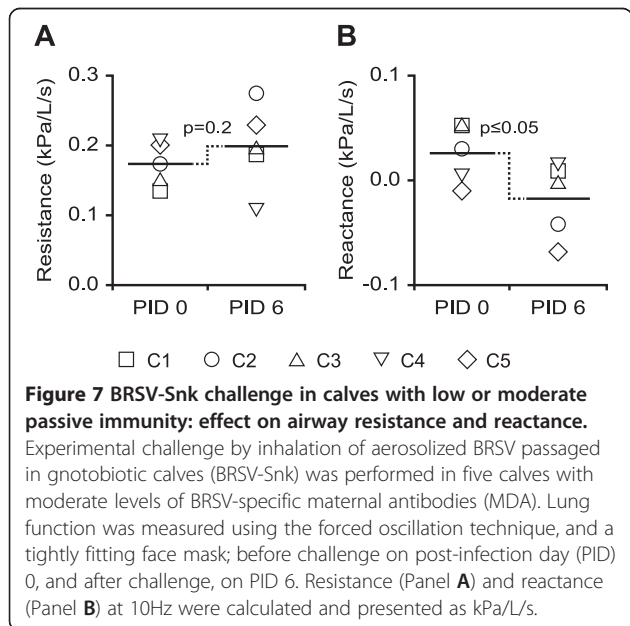 A
B
0.3
0.2
0.1
0.0
Resistance (kPa/L/s)
p=0.2
PID 0
PID 6
0.1
0.0
-0.1
Reactance (kPa/L/s)
p≤0.05
PID 0
PID 6
C1
C2
C3
C4
C5
Figure 7 BRSV-Snk challenge in calves with low or moderate
passive immunity: effect on airway resistance and reactance.
Experimental challenge by inhalation of aerosolized BRSV passaged
in gnotobiotic calves (BRSV-Snk) was performed in five calves with
moderate levels of BRSV-specific maternal antibodies (MDA). Lung
function was measured using the forced oscillation technique, and a
tightly fitting face mask; before challenge on post-infection day (PID)
0, and after challenge, on PID 6. Resistance (Panel A) and reactance
(Panel B) at 10Hz were calculated and presented as kPa/L/s.